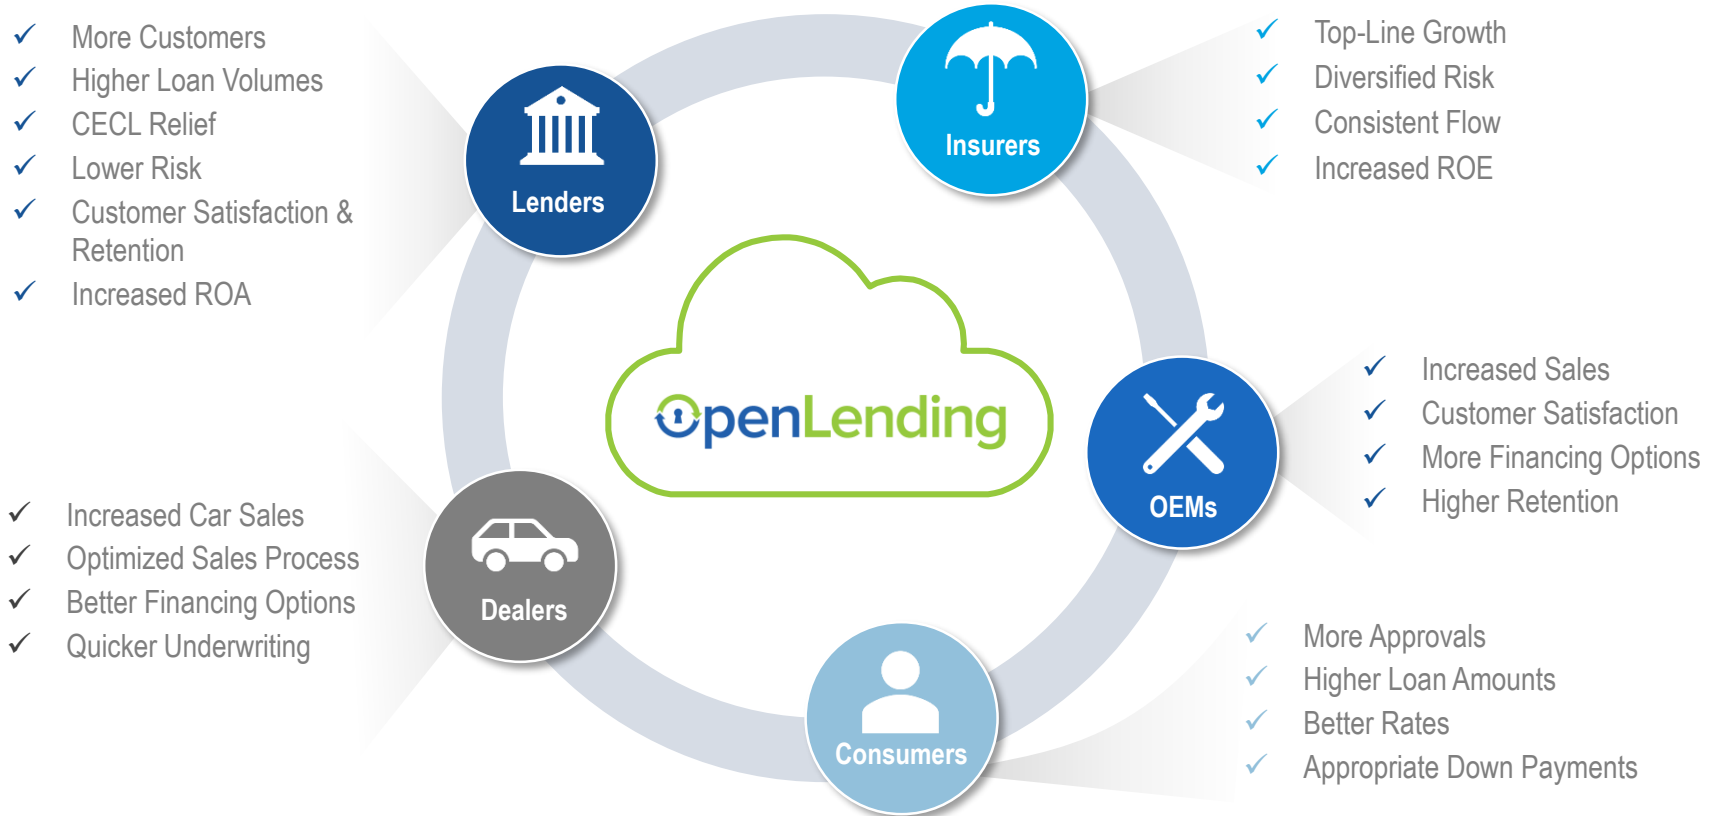 More Customers
Higher Loan Volumes
CECL Relief
Lower Risk
Customer Satisfaction &
Retention
Increased ROA
Lenders
Insurers
Top-Line Growth
Diversified Risk
Consistent Flow
Increased ROE
OpenLending
OEMs
Increased Sales
Customer Satisfaction
More Financing Options
Higher Retention
Increased Car Sales
Optimized Sales Process
Better Financing Options
Quicker Underwriting
Dealers
Consumers
More Approvals
Higher Loan Amounts
Better Rates
Appropriate Down Payments